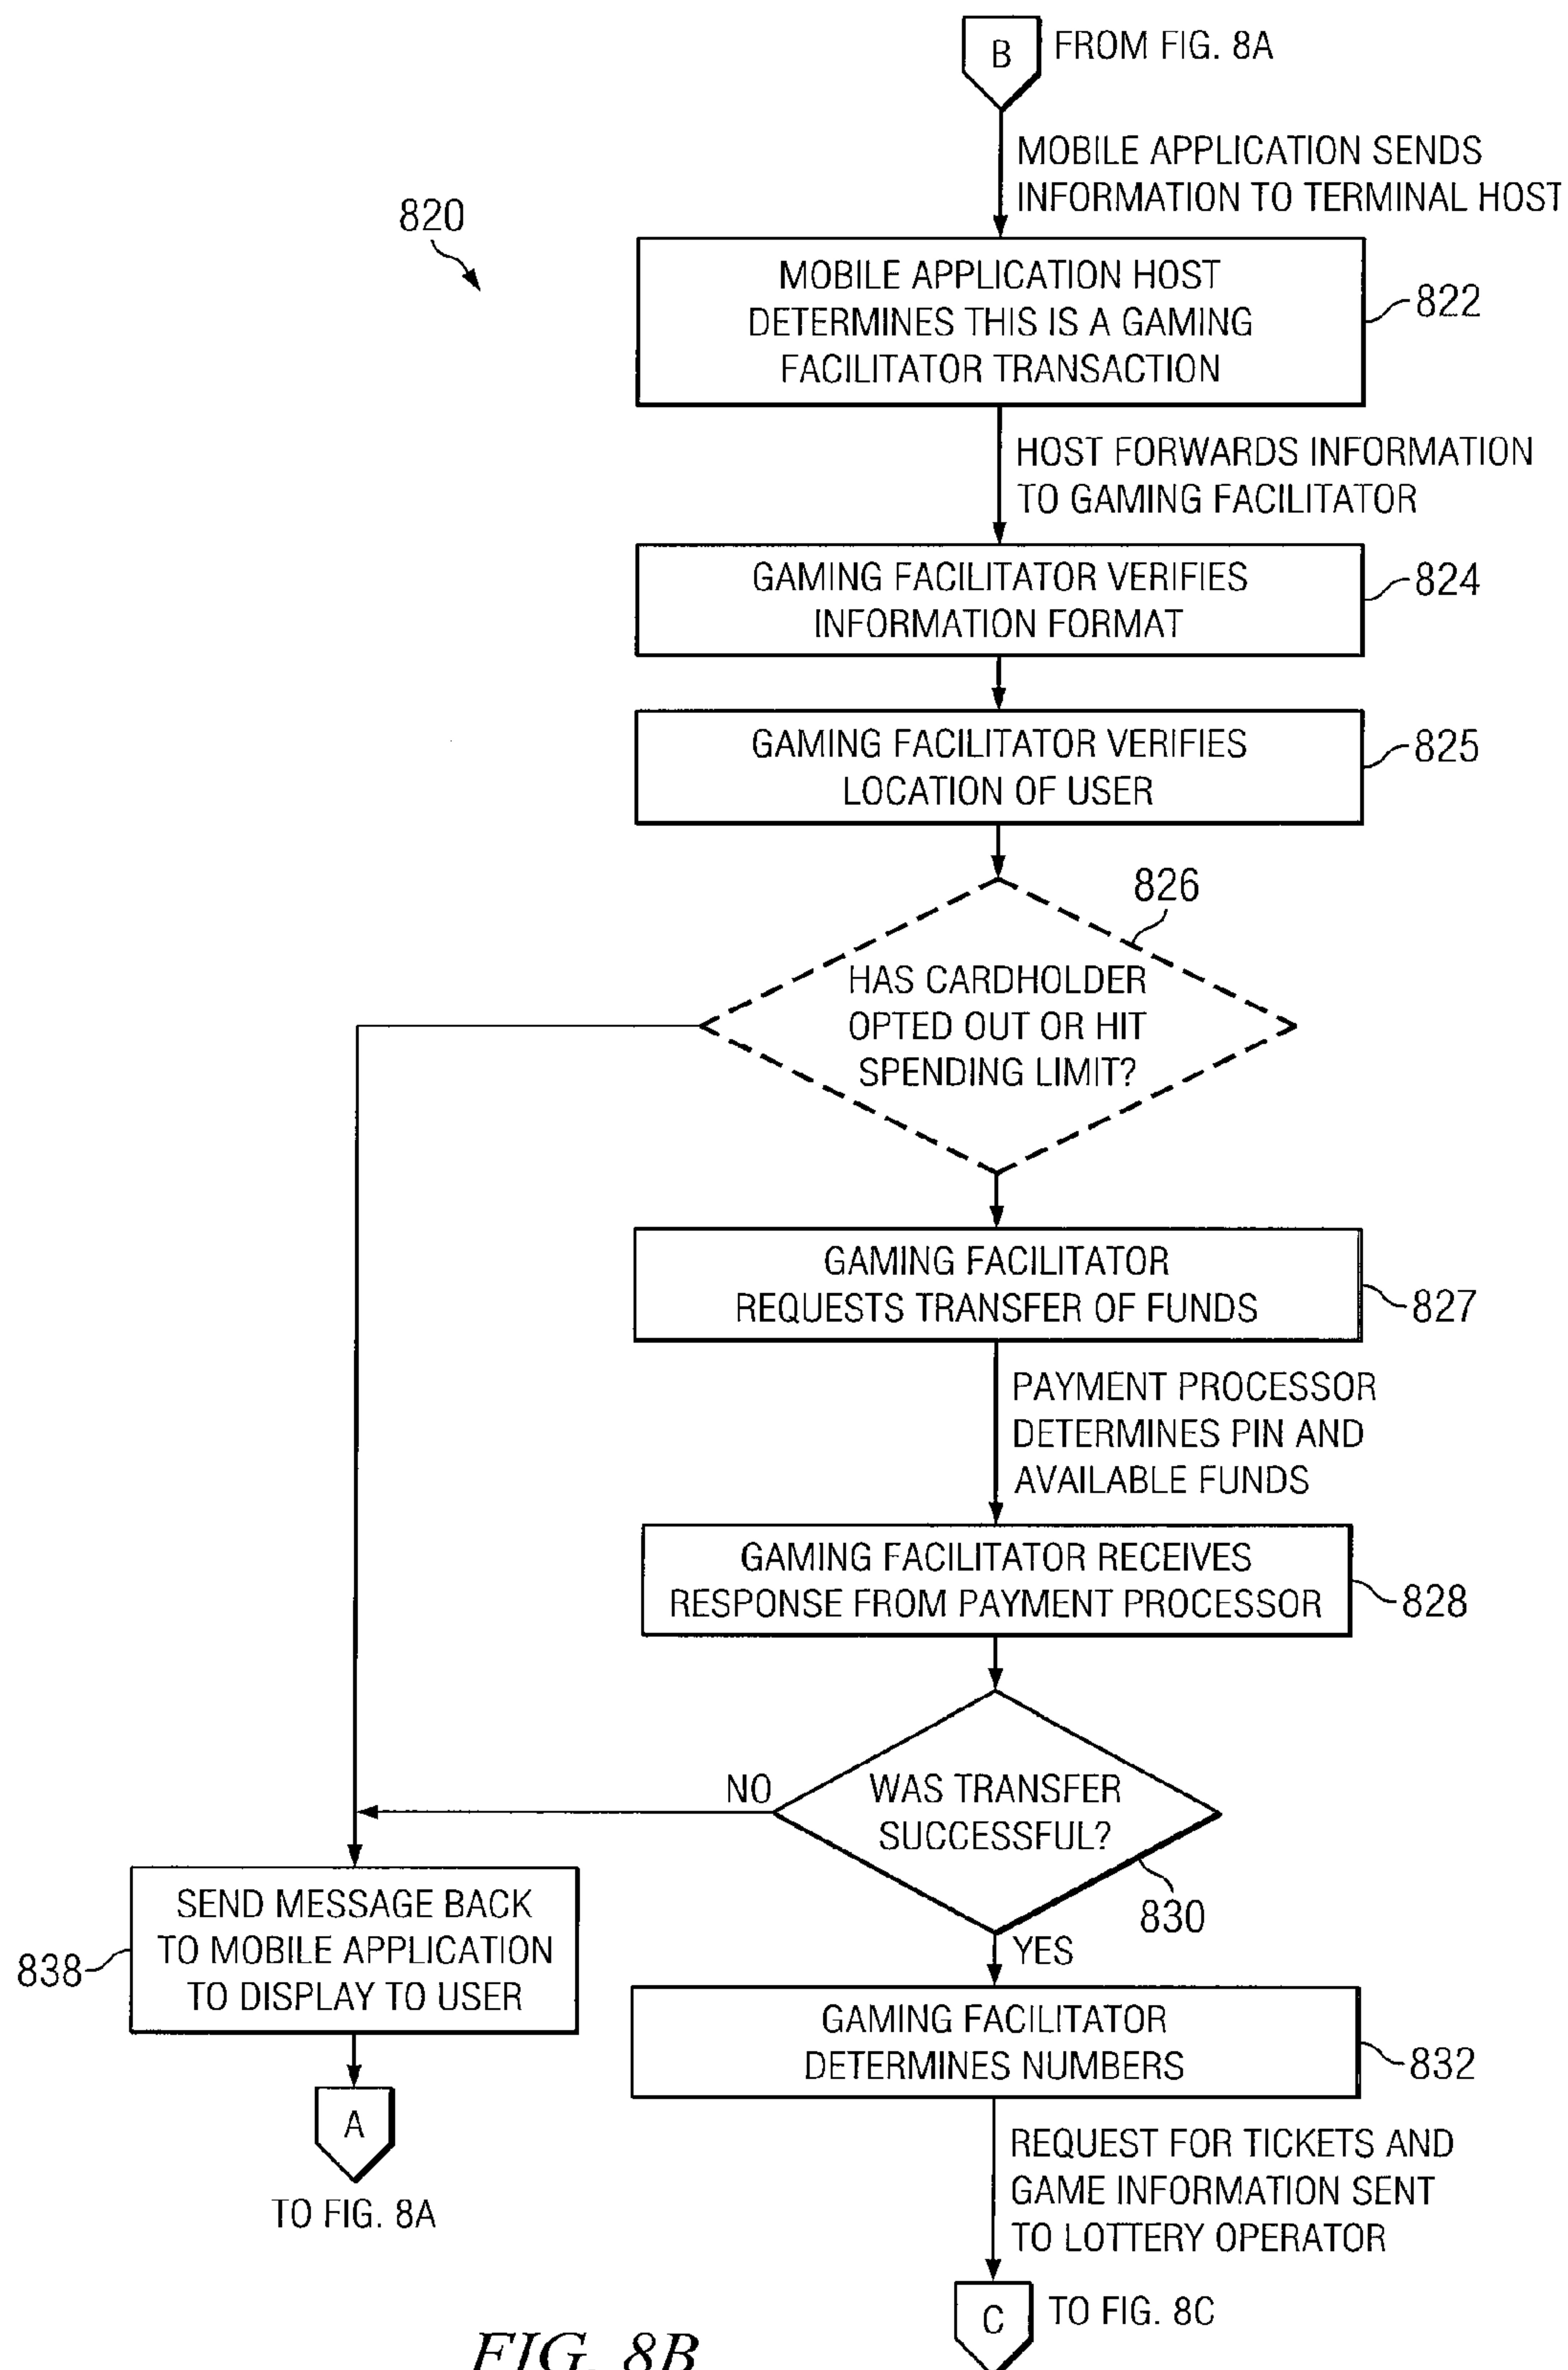 B
FROM FIG. 8A
MOBILE APPLICATION SENDS
INFORMATION TO TERMINAL HOST
820
MOBILE APPLICATION HOST
DETERMINES THIS IS A GAMING
FACILITATOR TRANSACTION
822
HOST FORWARDS INFORMATION
TO GAMING FACILITATOR
GAMING FACILITATOR VERIFIES
INFORMATION FORMAT
824
GAMING FACILITATOR VERIFIES
LOCATION OF USER
825
826
HAS CARDHOLDER
OPTED OUT OR HIT
SPENDING LIMIT?
GAMING FACILITATOR
REQUESTS TRANSFER OF FUNDS
827
PAYMENT PROCESSOR
DETERMINES PIN AND
AVAILABLE FUNDS
GAMING FACILITATOR RECEIVES
RESPONSE FROM PAYMENT PROCESSOR
828
NO
WAS TRANSFER
SUCCESSFUL?
830
YES
SEND MESSAGE BACK
TO MOBILE APPLICATION
TO DISPLAY TO USER
838
A
TO FIG. 8A
GAMING FACILITATOR
DETERMINES NUMBERS
832
REQUEST FOR TICKETS AND
GAME INFORMATION SENT
TO LOTTERY OPERATOR
C
TO FIG. 8C
FIG. 8B